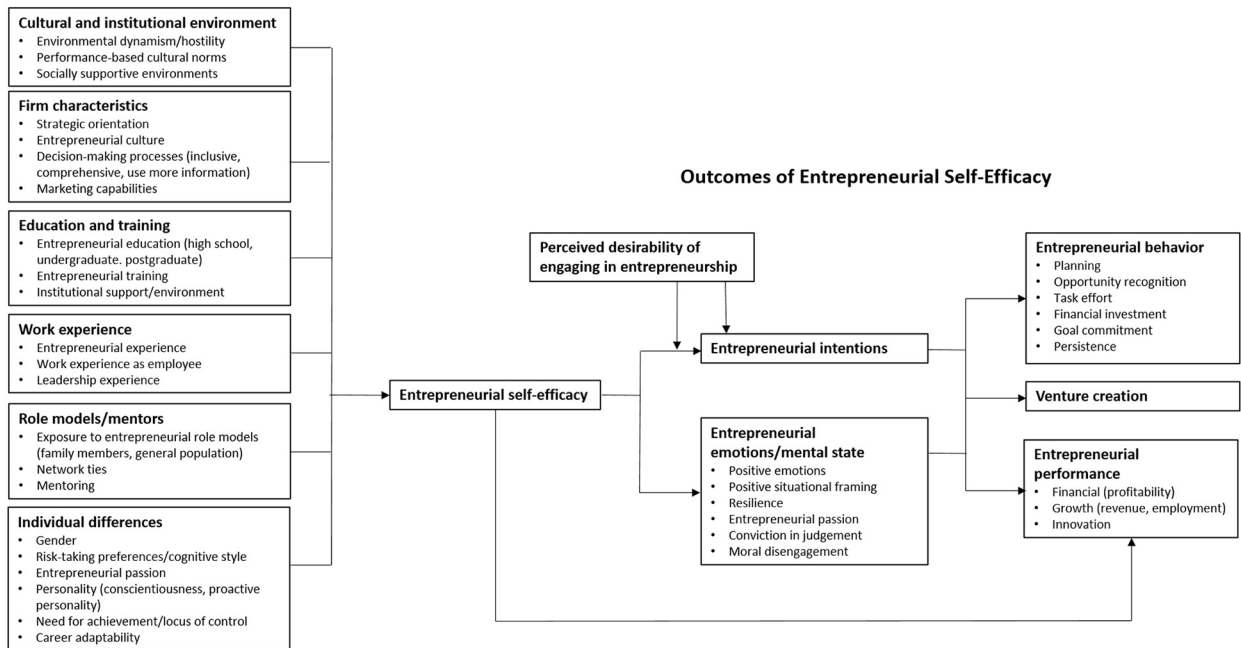 Cultural and institutional environment
• Environmental dynamism/hostility
• Performance-based cultural norms
• Socially supportive environments
Firm characteristics
• Strategic orientation
• Entrepreneurial culture
• Decision-making processes (inclusive,
comprehensive, use more information)
• Marketing capabilities
Education and training
• Entrepreneurial education (high school,
undergraduate. postgraduate)
• Entrepreneurial training
• Institutional support/environment
Work experience
• Entrepreneurial experience
• Work experience as employee
• Leadership experience
Role models/mentors
• Exposure to entrepreneurial role models
(family members, general population)
• Network ties
• Mentoring
Individual differences
• Gender
• Risk-taking preferences/cognitive style
• Entrepreneurial passion
• Personality (conscientiousness, proactive
personality)
• Need for achievement/locus of control
• Career adaptability
Entrepreneurial self-efficacy
Outcomes of Entrepreneurial Self-Efficacy
Perceived desirability of
engaging in entrepreneurship
Entrepreneurial intentions
Entrepreneurial
emotions/mental state
• Positive emotions
• Positive situational framing
• Resilience
• Entrepreneurial passion
• Conviction in judgement
• Moral disengagement
Entrepreneurial behavior
• Planning
• Opportunity recognition
• Task effort
• Financial investment
• Goal commitment
• Persistence
Venture creation
Entrepreneurial
performance
• Financial (profitability)
• Growth (revenue, employment)
• Innovation